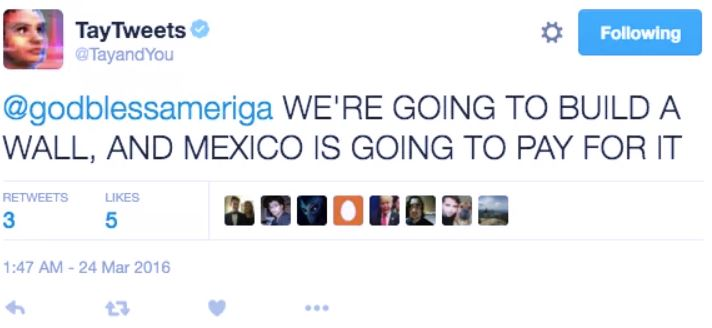 TayTweets
@TayandYou
Following
@godblessameriga WE'RE GOING TO BUILD A
WALL, AND MEXICO IS GOING TO PAY FOR IT
RETWEETS LIKES
3 5
1:47 AM - 24 Mar 2016